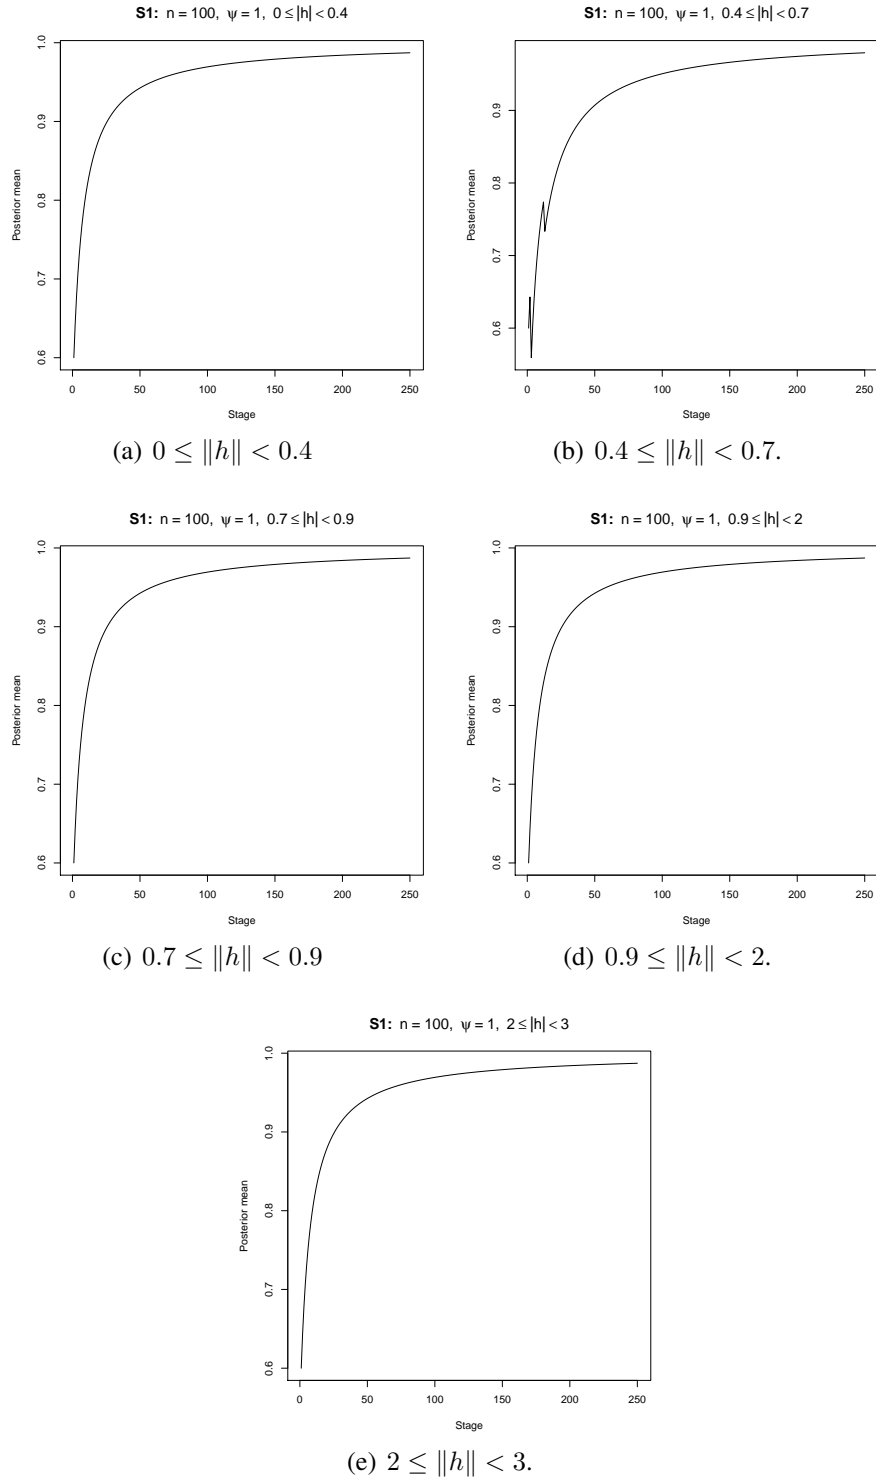 S1: n = 100, ψ = 1, 0 ≤ |h| < 0.4
Posterior mean
0.6 0.7 0.8 0.9 1.0
0 50 100 150 200 250
Stage
(a) 0 ≤ ‖h‖ < 0.4
S1: n = 100, ψ = 1, 0.4 ≤ |h| < 0.7
Posterior mean
0.6 0.7 0.8 0.9
0 50 100 150 200 250
Stage
(b) 0.4 ≤ ‖h‖ < 0.7.
S1: n = 100, ψ = 1, 0.7 ≤ |h| < 0.9
Posterior mean
0.6 0.7 0.8 0.9 1.0
0 50 100 150 200 250
Stage
(c) 0.7 ≤ ‖h‖ < 0.9
S1: n = 100, ψ = 1, 0.9 ≤ |h| < 2
Posterior mean
0.6 0.7 0.8 0.9 1.0
0 50 100 150 200 250
Stage
(d) 0.9 ≤ ‖h‖ < 2.
S1: n = 100, ψ = 1, 2 ≤ |h| < 3
Posterior mean
0.6 0.7 0.8 0.9 1.0
0 50 100 150 200 250
Stage
(e) 2 ≤ ‖h‖ < 3.